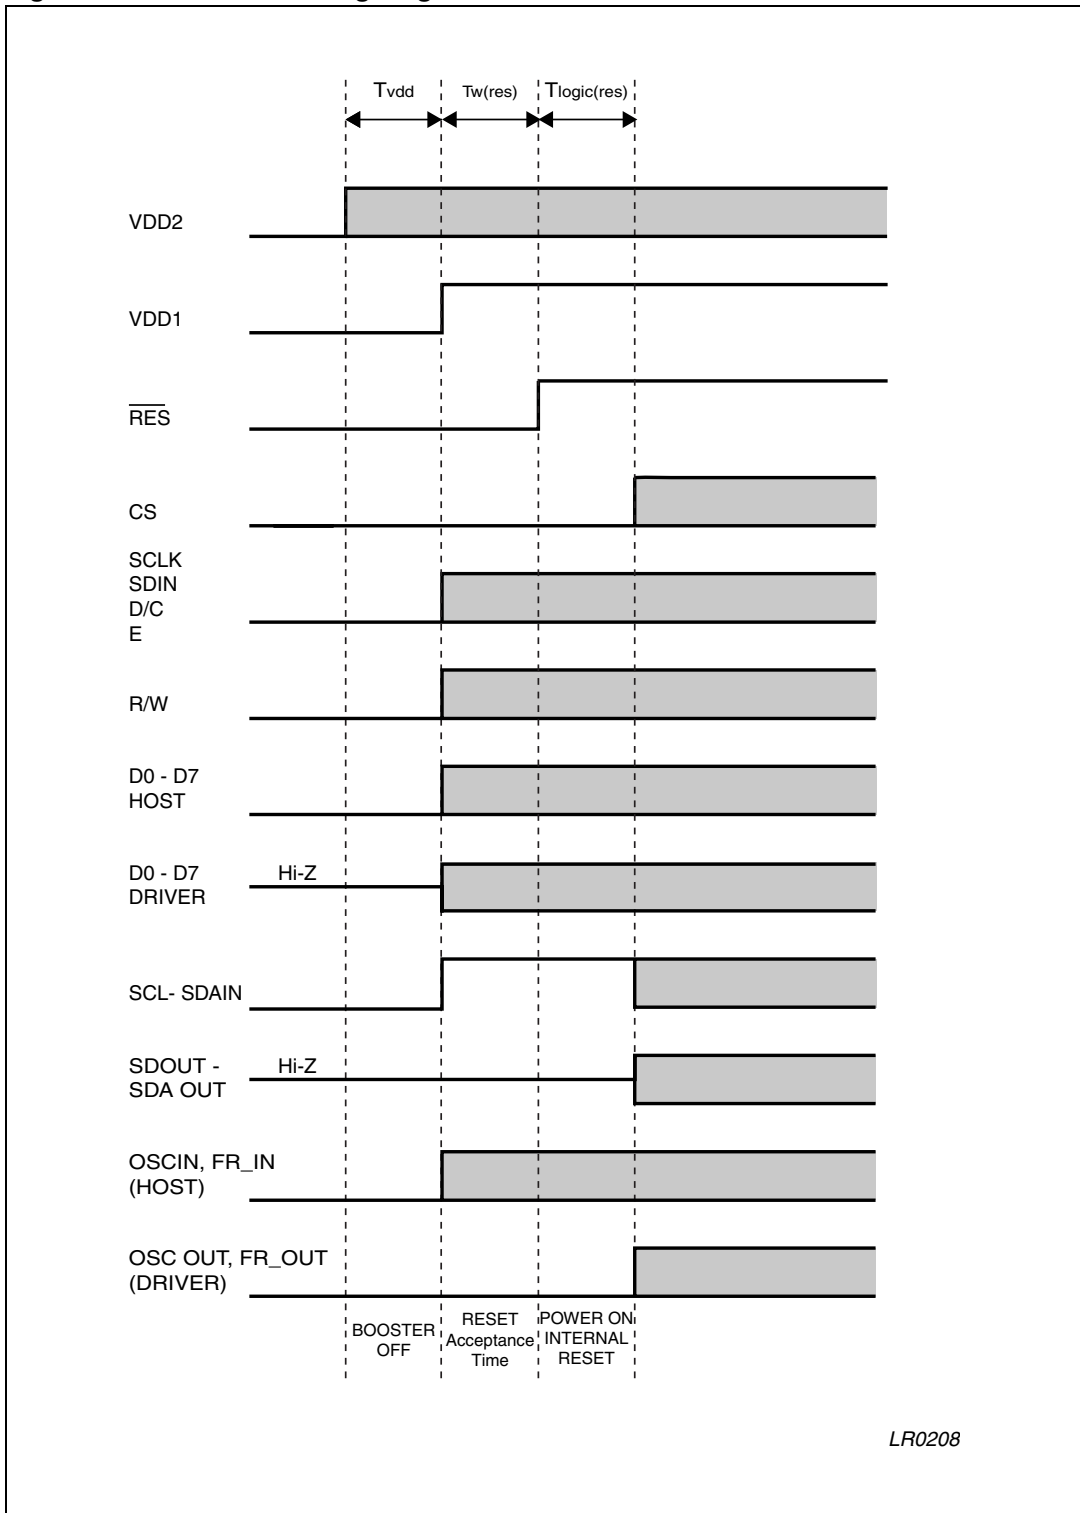 Tvdd
Tw(res)
Tlogic(res)
VDD2
VDD1
RES
CS
SCLK
SDIN
D/C
E
R/W
D0 - D7
HOST
D0 - D7
DRIVER
Hi-Z
SCL- SDAIN
SDOUT -
SDA OUT
Hi-Z
OSCIN, FR_IN
(HOST)
OSC OUT, FR_OUT
(DRIVER)
BOOSTER
OFF
RESET
Acceptance
Time
POWER ON
INTERNAL
RESET
LR0208